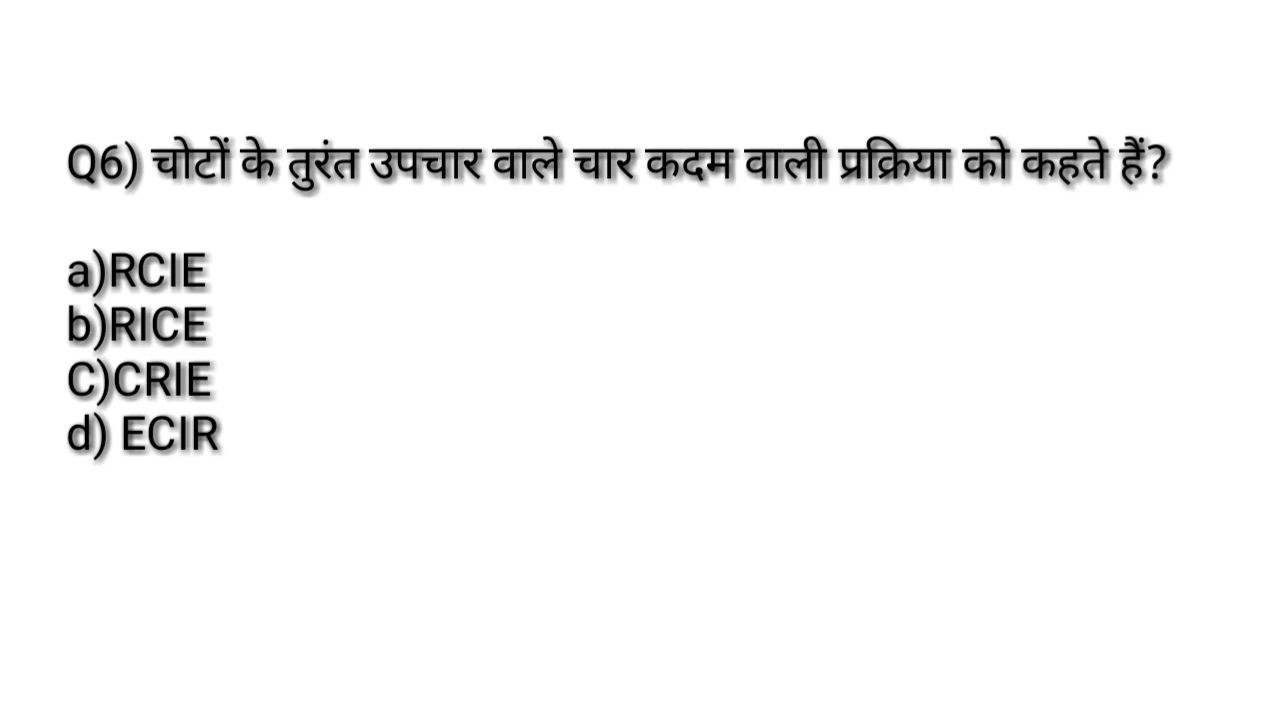 Q6) चोटों के तुरंत उपचार वाले चार कदम वाली प्रक्रिया को कहते हैं?
a)RCIE
b)RICE
C)CRIE
d) ECIR